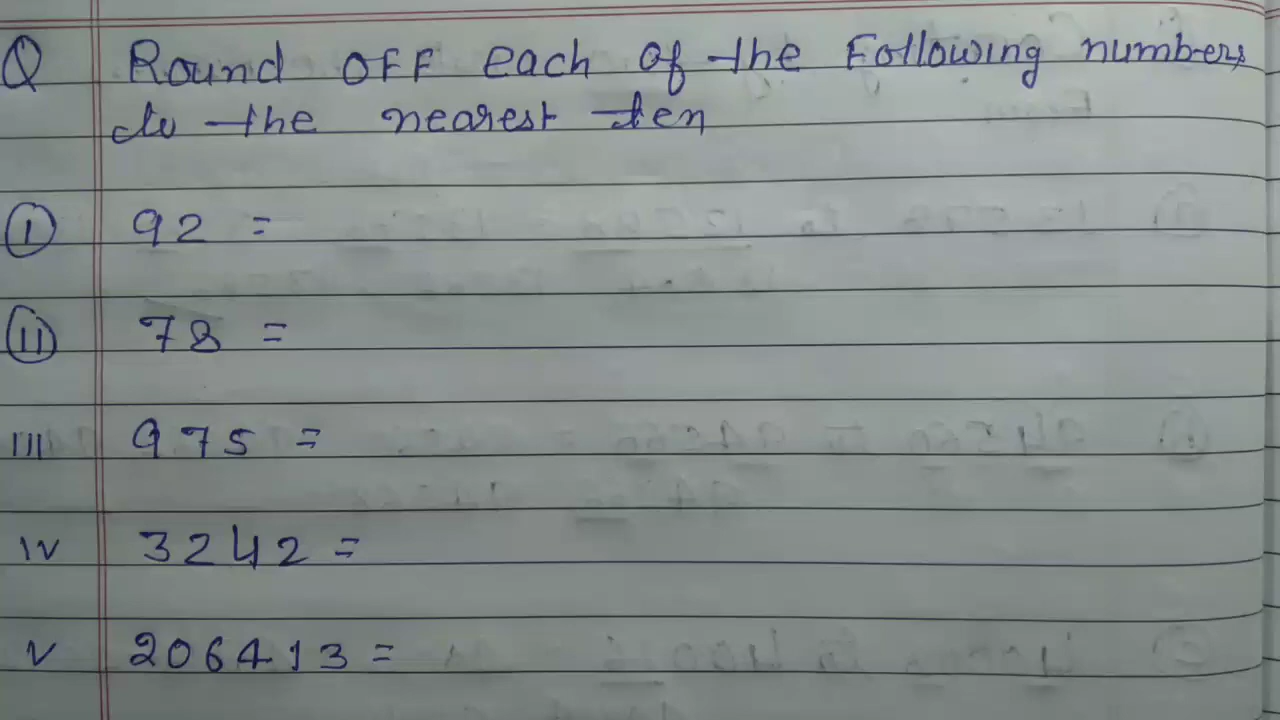 Q Round OFF each of the Following numbers
to the nearest ten
I 92 =
II 78 =
III 975 =
IV 3242 =
V 206413 =